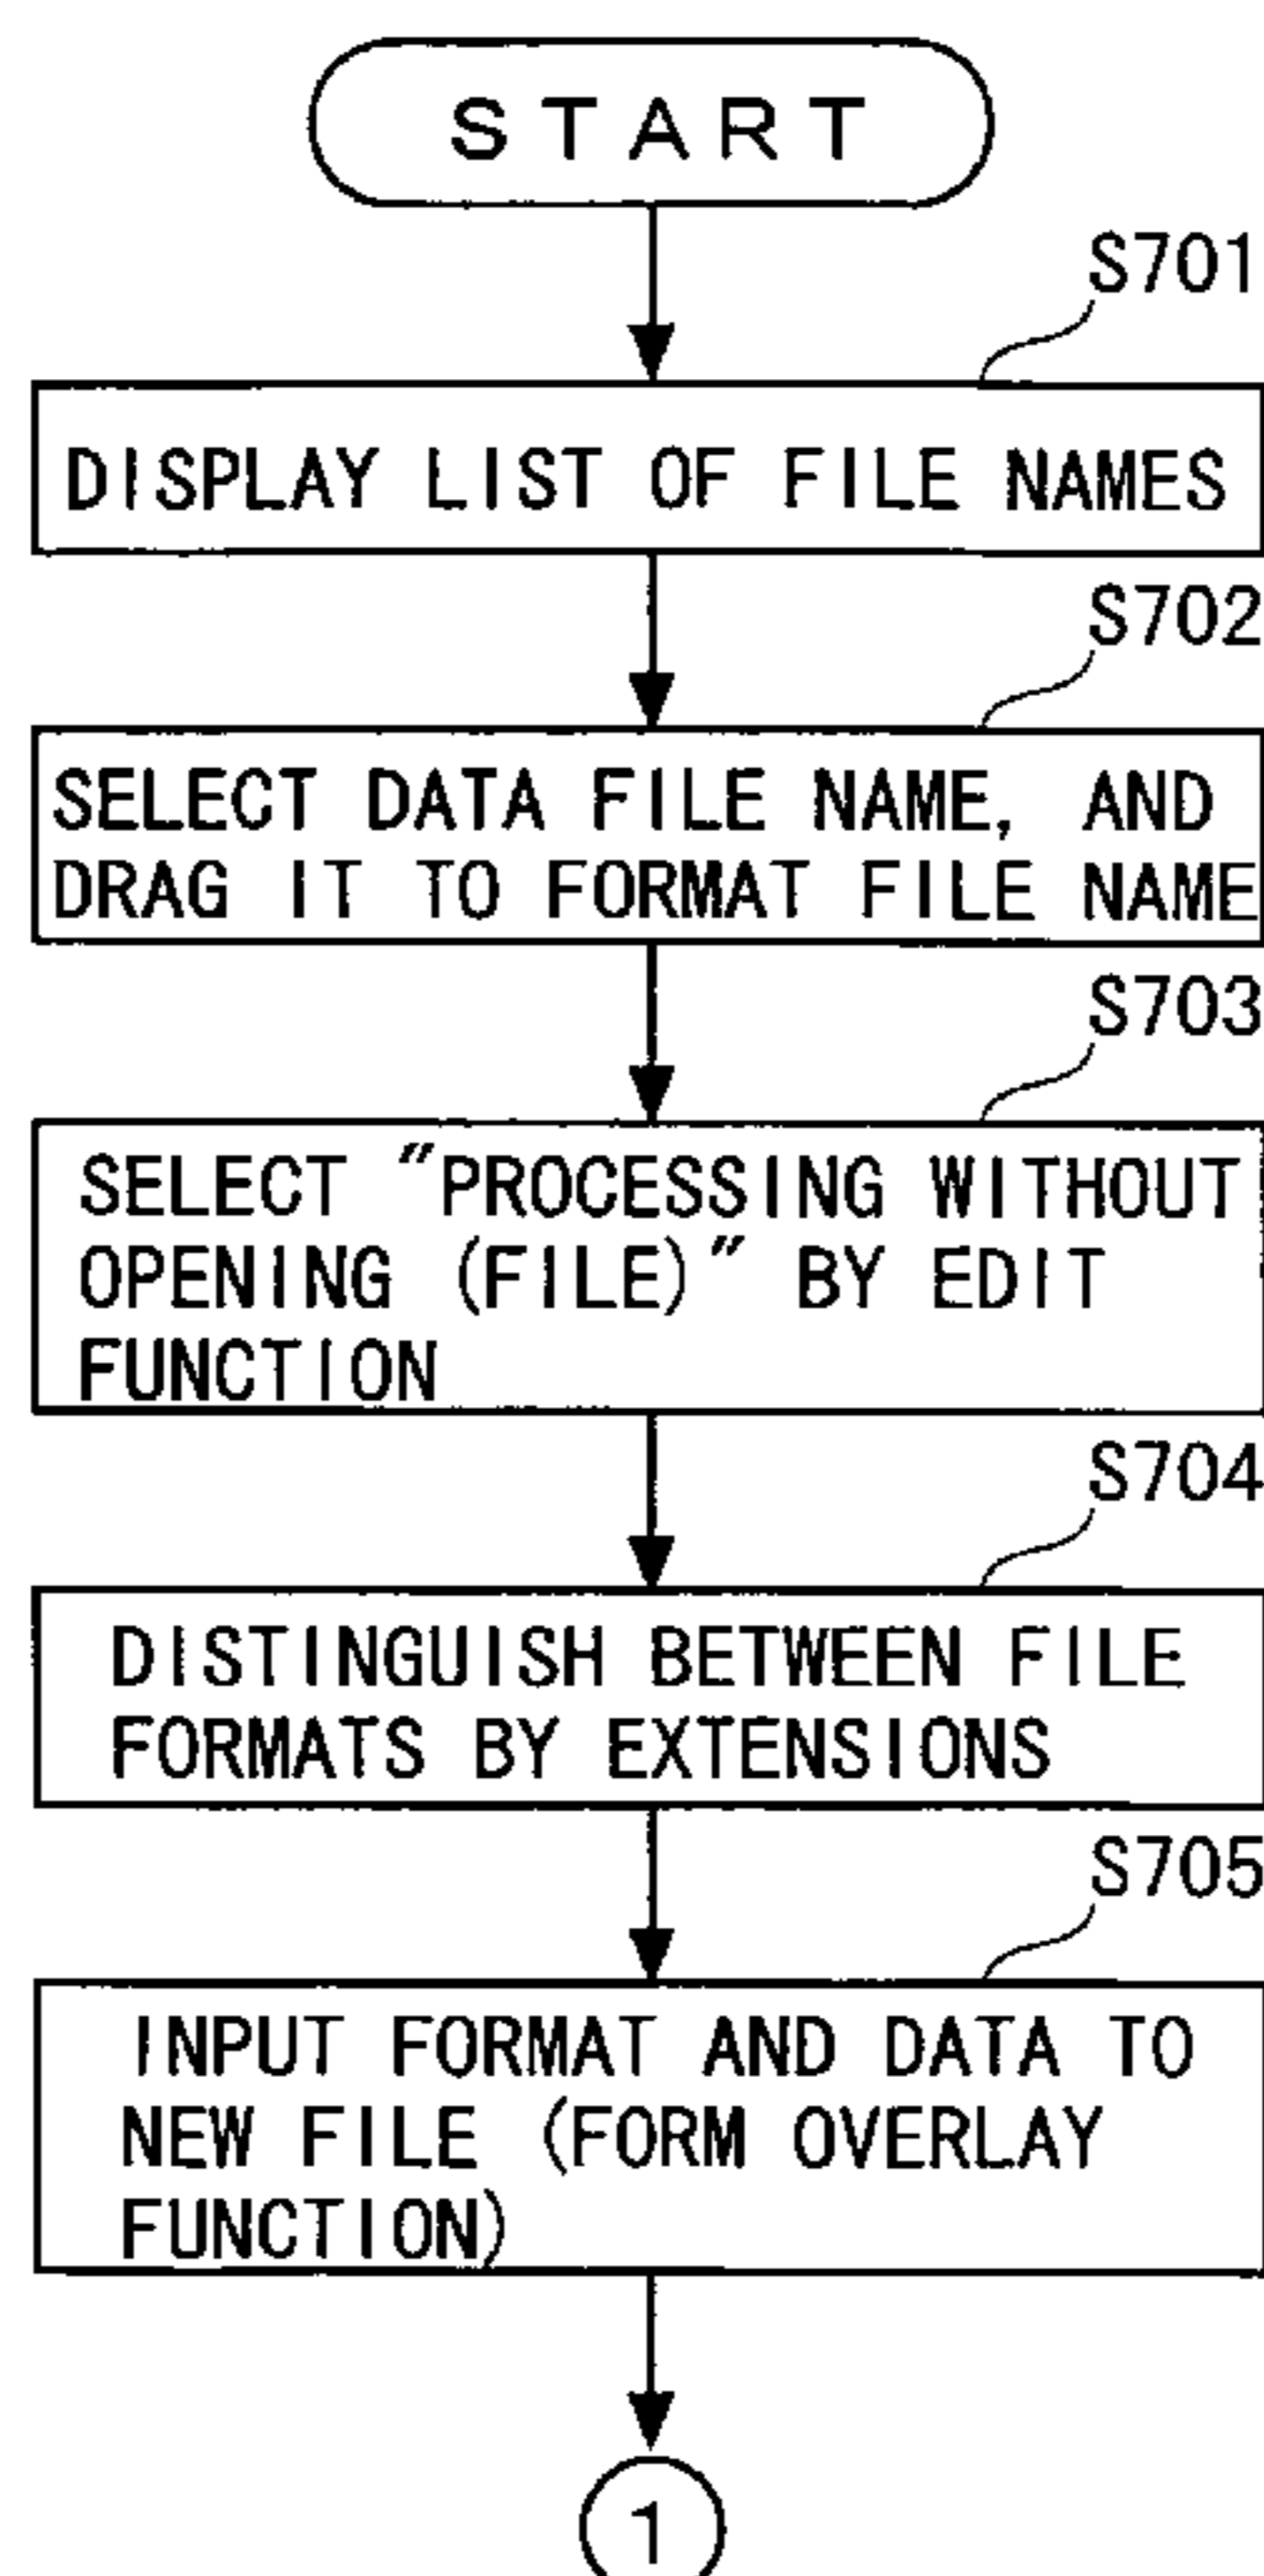 START
S701
DISPLAY LIST OF FILE NAMES
S702
SELECT DATA FILE NAME, AND
DRAG IT TO FORMAT FILE NAME
S703
SELECT "PROCESSING WITHOUT
OPENING (FILE)" BY EDIT
FUNCTION
S704
DISTINGUISH BETWEEN FILE
FORMATS BY EXTENSIONS
S705
INPUT FORMAT AND DATA TO
NEW FILE (FORM OVERLAY
FUNCTION)
1